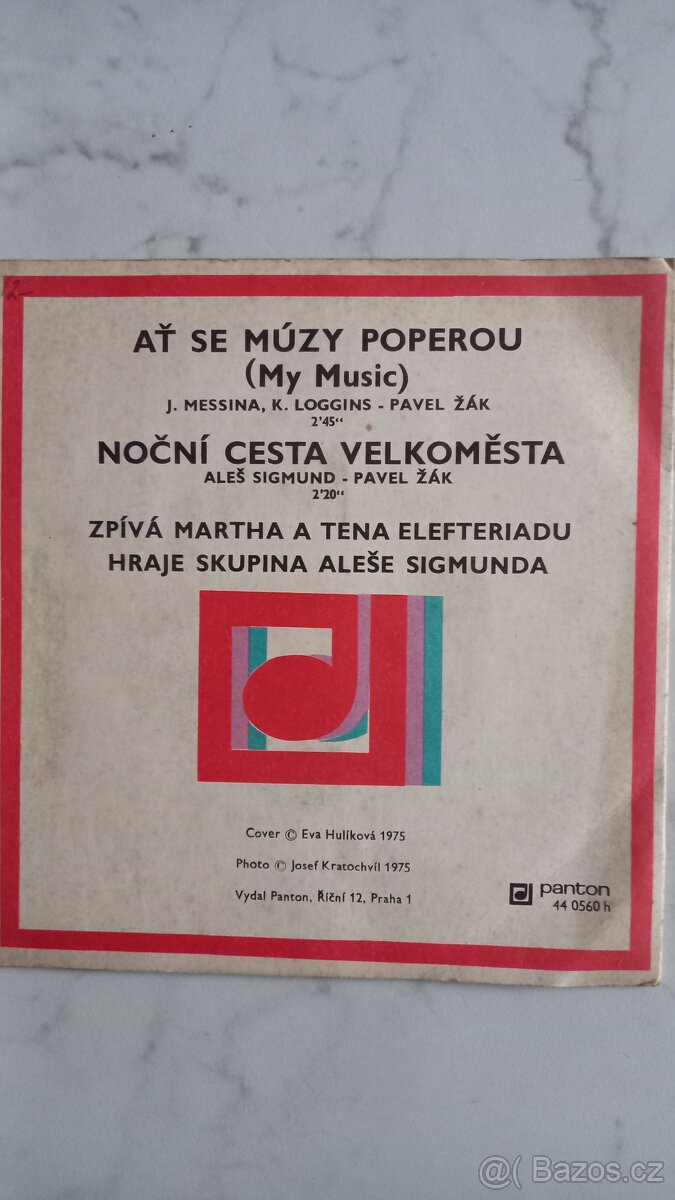 12-
AŤ SE MÚZY POPEROU
(My Music)
J. MESSINA, K. LOGGINS - PAVEL ŽÁK
2'45"
NOČNÍ CESTA VELKOMĚSTA
ALEŠ SIGMUND - PAVEL ŽÁK
2'20"
ZPÍVÁ MARTHA A TENA ELEFTERIADU
HRAJE SKUPINA ALEŠE SIGMUNDA
Cover © Eva Hulíková 1975
Photo © Josef Kratochvíl 1975
Vydal Panton, Říční 12, Praha 1
panton
44 0560 h
@( Bazos.cz